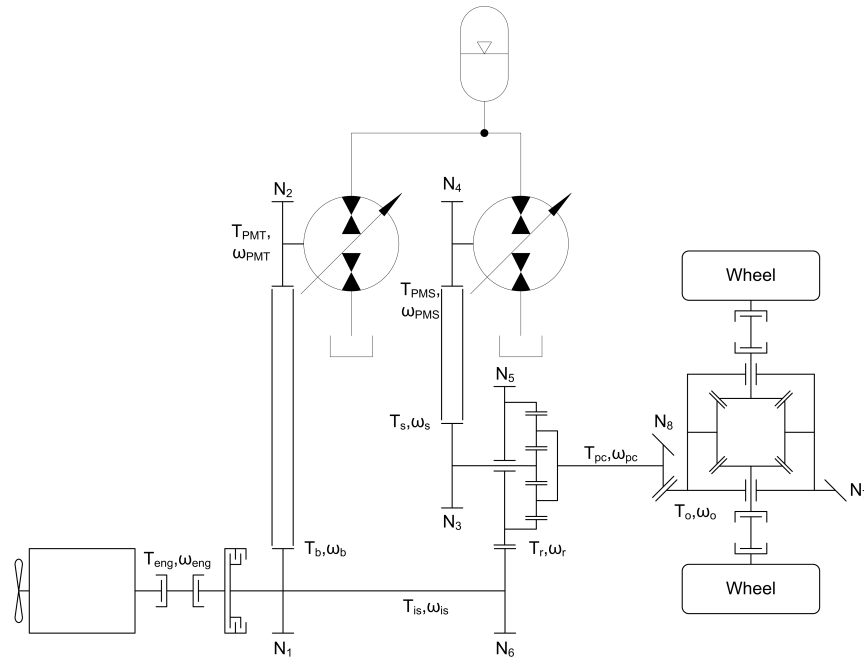 N₂
N₄
T_PMT,
ω_PMT
T_PMS,
ω_PMS
Wheel
N₅
T_s,ω_s
N₈
T_pc,ω_pc
N₃
T_o,ω_o
T_b,ω_b
T_r,ω_r
T_eng,ω_eng
T_is,ω_is
Wheel
N₁
N₆